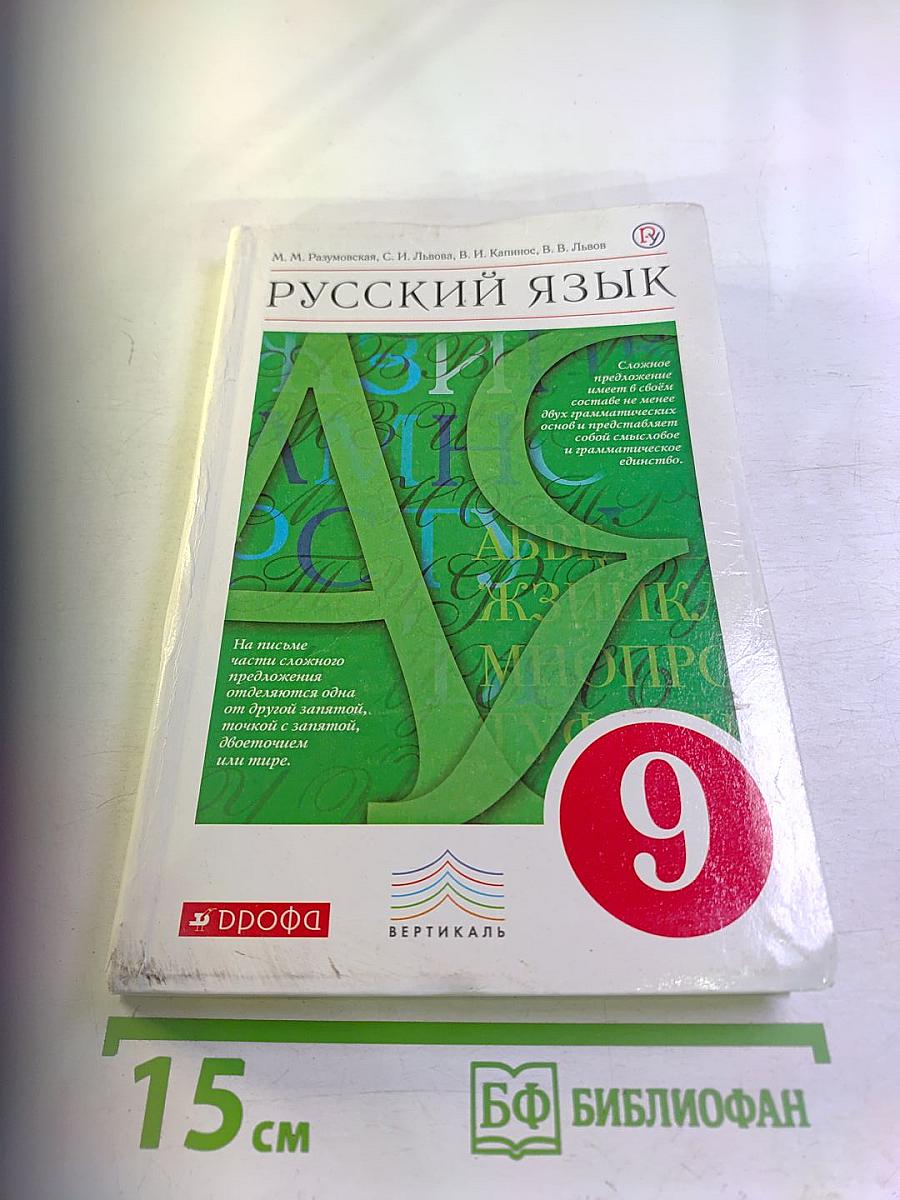 М. М. Разумовская, С. И. Львова, В. И. Капинос, В. В. Львов
РУССКИЙ ЯЗЫК
Сложное
предложение
имеет в своём
составе не менее
двух грамматических
основ и представляет
собой смысловое
и грамматическое
единство.
На письме
части сложного
предложения
отделяются одна
от другой запятой,
точкой с запятой,
двоеточием
или тире.
9
ДРОФА
ВЕРТИКАЛЬ
15 см
БФ БИБЛИОФАН